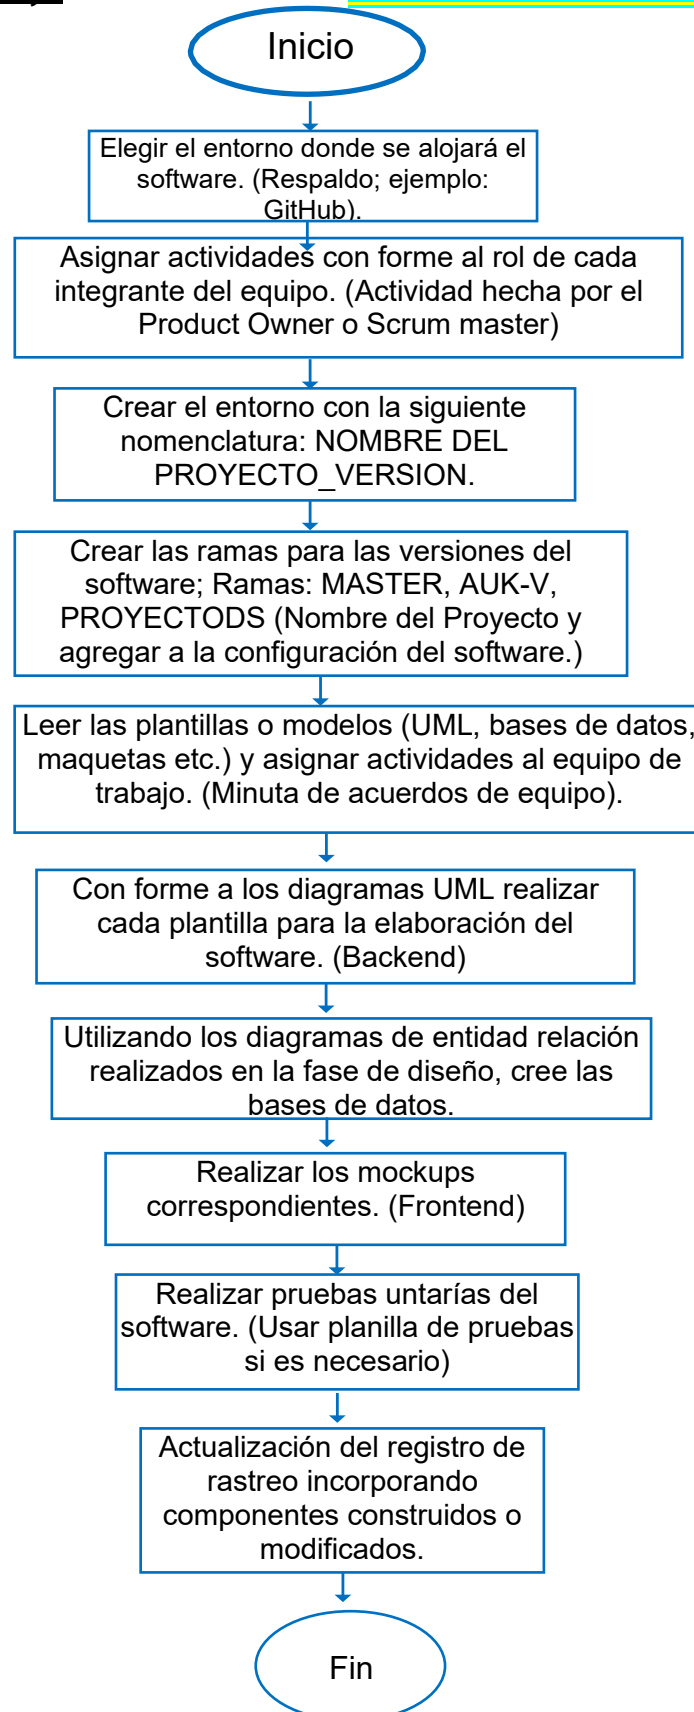 Inicio
Elegir el entorno donde se alojará el
software. (Respaldo; ejemplo:
GitHub).
Asignar actividades con forme al rol de cada
integrante del equipo. (Actividad hecha por el
Product Owner o Scrum master)
Crear el entorno con la siguiente
nomenclatura: NOMBRE DEL
PROYECTO_VERSION.
Crear las ramas para las versiones del
software; Ramas: MASTER, AUK-V,
PROYECTODS (Nombre del Proyecto y
agregar a la configuración del software.)
Leer las plantillas o modelos (UML, bases de datos,
maquetas etc.) y asignar actividades al equipo de
trabajo. (Minuta de acuerdos de equipo).
Con forme a los diagramas UML realizar
cada plantilla para la elaboración del
software. (Backend)
Utilizando los diagramas de entidad relación
realizados en la fase de diseño, cree las
bases de datos.
Realizar los mockups
correspondientes. (Frontend)
Realizar pruebas untarías del
software. (Usar planilla de pruebas
si es necesario)
Actualización del registro de
rastreo incorporando
componentes construidos o
modificados.
Fin